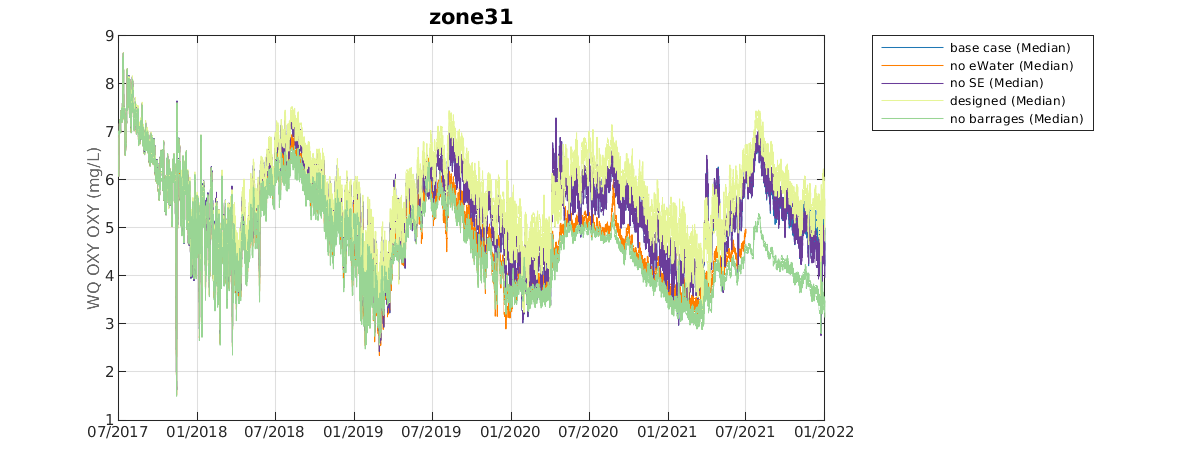 zone31
WQ OXY OXY (mg/L)
9
8
7
6
5
4
3
2
1
07/2017 01/2018 07/2018 01/2019 07/2019 01/2020 07/2020 01/2021 07/2021 01/2022
base case (Median)
no eWater (Median)
no SE (Median)
designed (Median)
no barrages (Median)